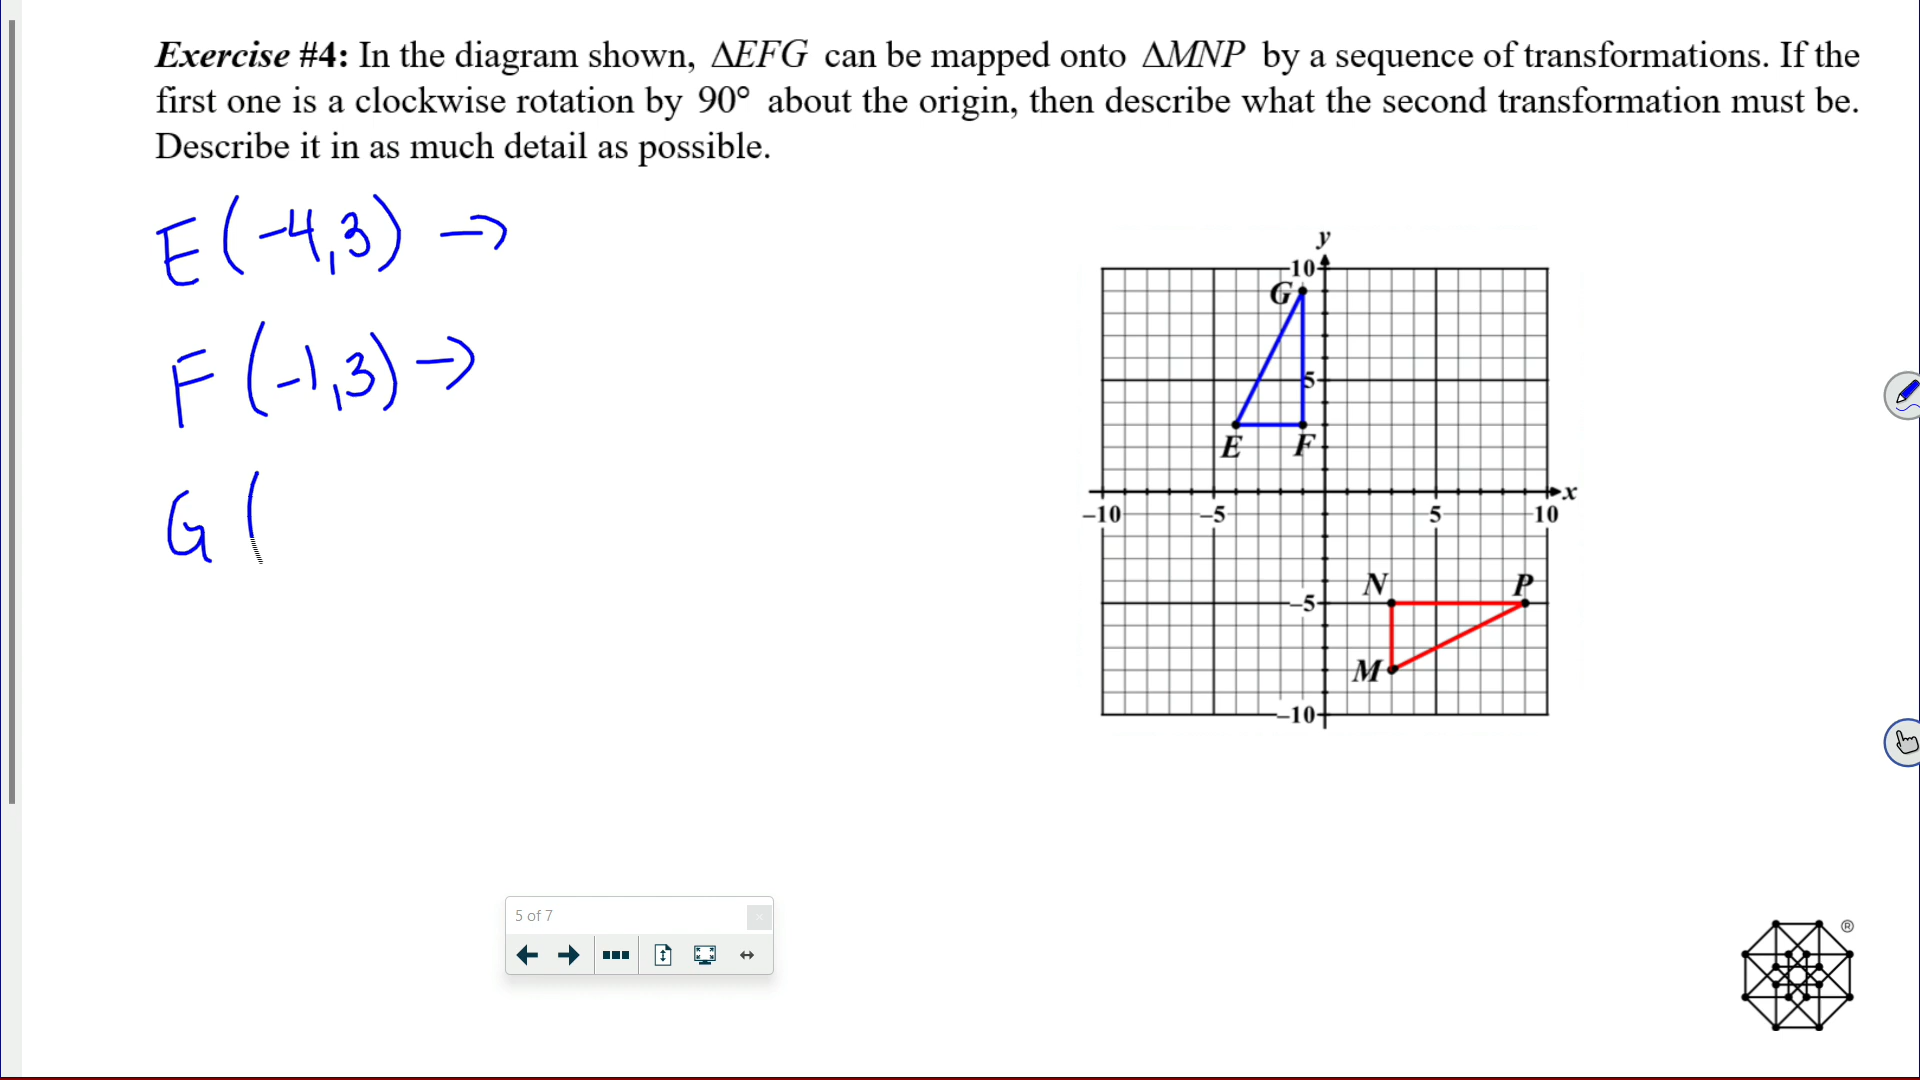 Exercise #4: In the diagram shown, ΔEFG can be mapped onto ΔMNP by a sequence of transformations. If the
first one is a clockwise rotation by 90° about the origin, then describe what the second transformation must be.
Describe it in as much detail as possible.
E (-4,3) →
F (-1,3) →
G (
y
10
G
5
E F
x
–10 –5 5 10
N P
–5
M
–10
5 of 7
®